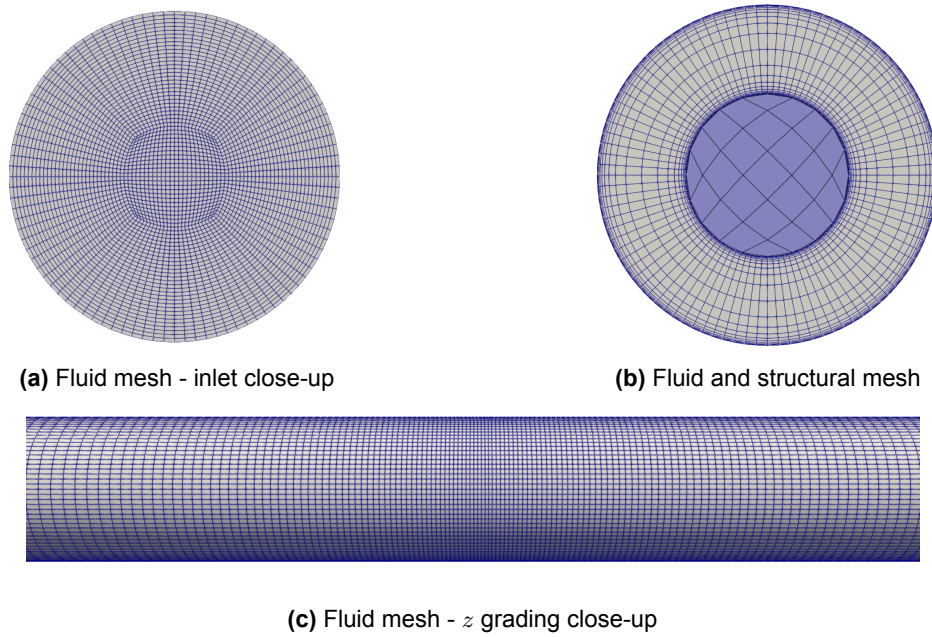 (a) Fluid mesh - inlet close-up
(b) Fluid and structural mesh
(c) Fluid mesh - z grading close-up